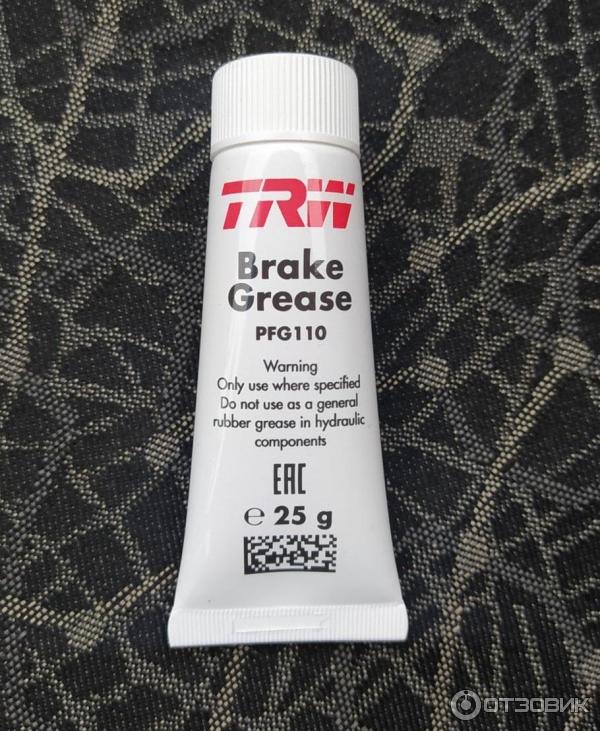 TRW
Brake
Grease
PFG110
Warning
Only use where specified
Do not use as a general
rubber grease in hydraulic
components
EAC
℮ 25 g
ОТЗОВИК